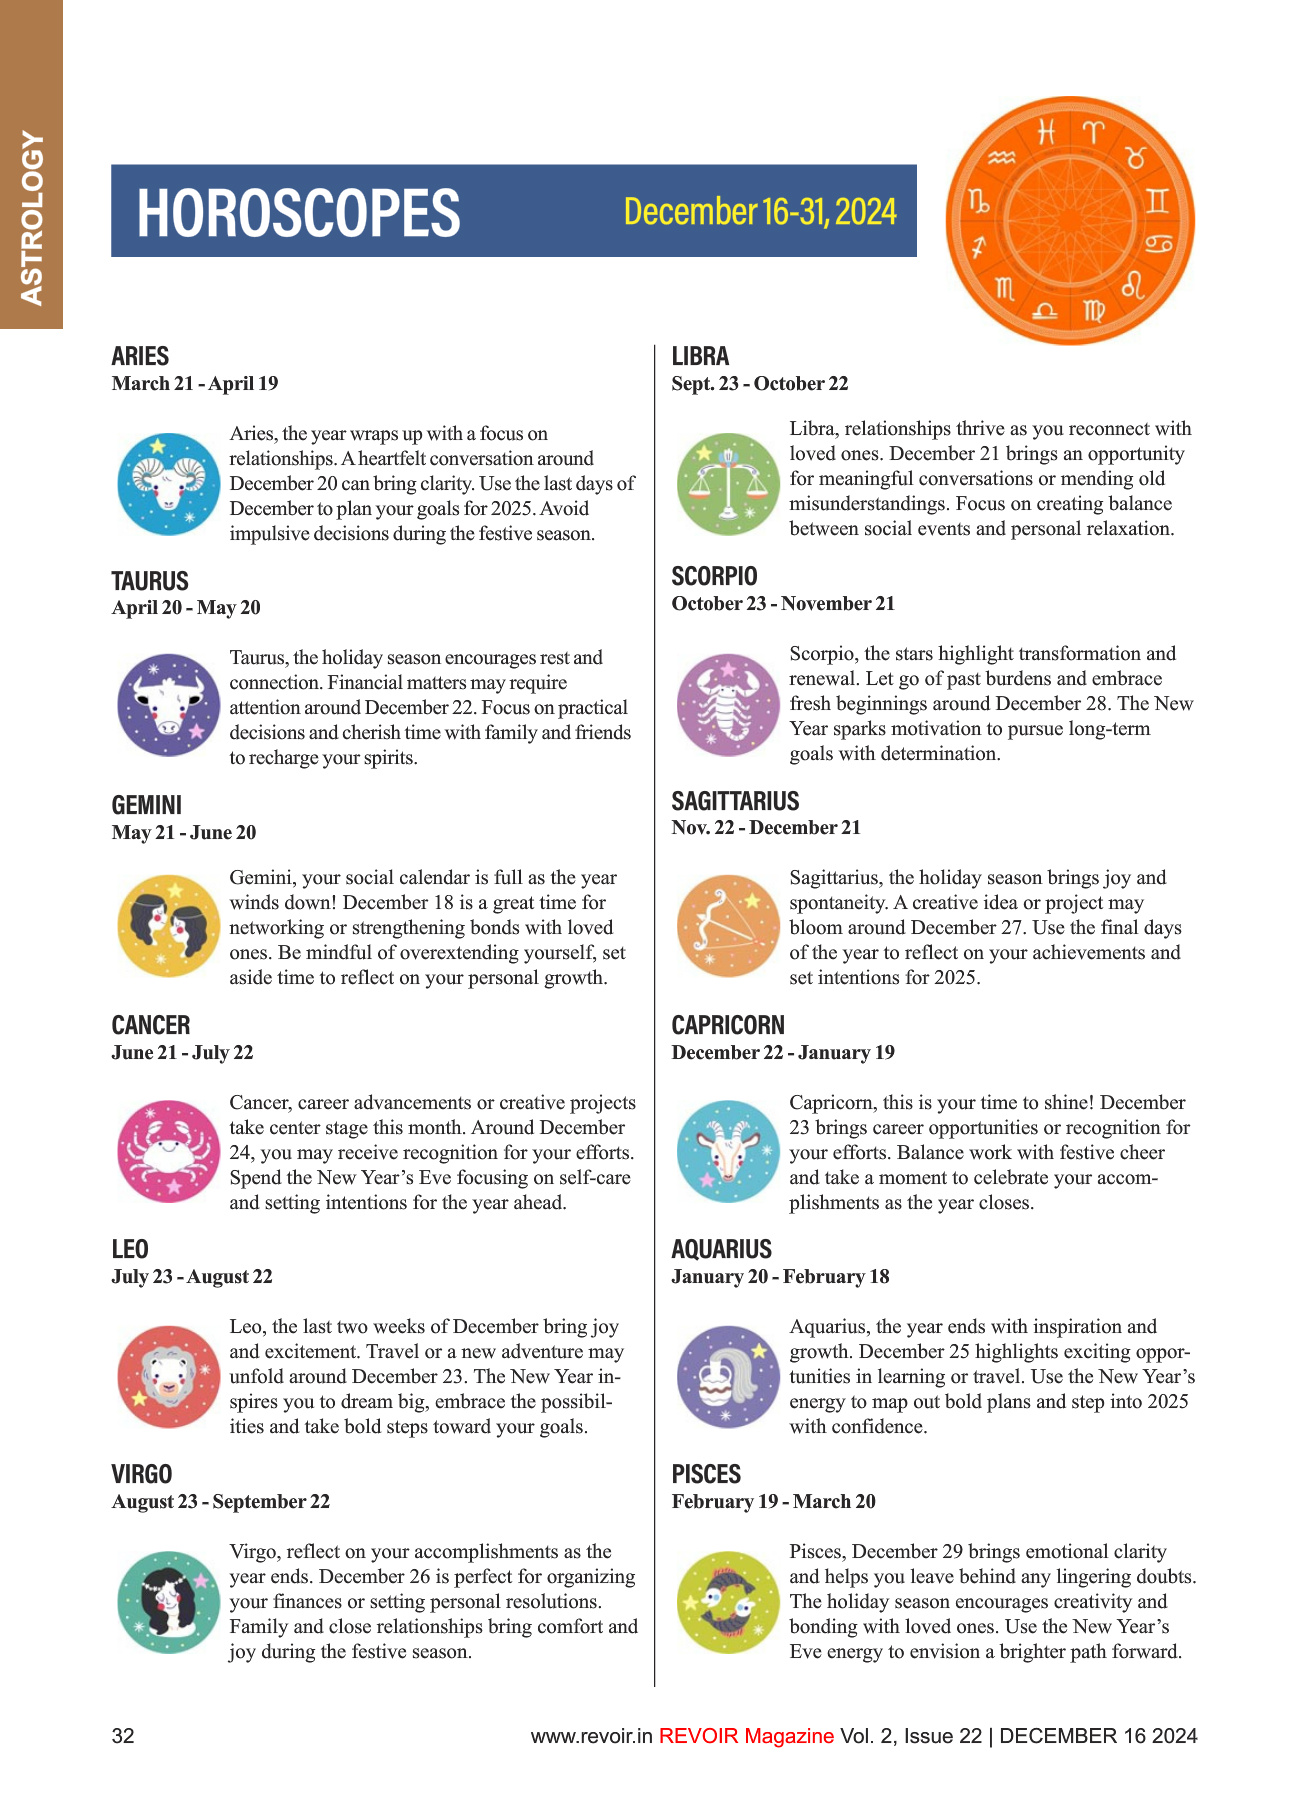 ASTROLOGY
HOROSCOPES
December 16-31, 2024
ARIES
March 21 - April 19
Aries, the year wraps up with a focus on
relationships. A heartfelt conversation around
December 20 can bring clarity. Use the last days of
December to plan your goals for 2025. Avoid
impulsive decisions during the festive season.
TAURUS
April 20 - May 20
Taurus, the holiday season encourages rest and
connection. Financial matters may require
attention around December 22. Focus on practical
decisions and cherish time with family and friends
to recharge your spirits.
GEMINI
May 21 - June 20
Gemini, your social calendar is full as the year
winds down! December 18 is a great time for
networking or strengthening bonds with loved
ones. Be mindful of overextending yourself, set
aside time to reflect on your personal growth.
CANCER
June 21 - July 22
Cancer, career advancements or creative projects
take center stage this month. Around December
24, you may receive recognition for your efforts.
Spend the New Year’s Eve focusing on self-care
and setting intentions for the year ahead.
LEO
July 23 - August 22
Leo, the last two weeks of December bring joy
and excitement. Travel or a new adventure may
unfold around December 23. The New Year in-
spires you to dream big, embrace the possibil-
ities and take bold steps toward your goals.
VIRGO
August 23 - September 22
Virgo, reflect on your accomplishments as the
year ends. December 26 is perfect for organizing
your finances or setting personal resolutions.
Family and close relationships bring comfort and
joy during the festive season.
LIBRA
Sept. 23 - October 22
Libra, relationships thrive as you reconnect with
loved ones. December 21 brings an opportunity
for meaningful conversations or mending old
misunderstandings. Focus on creating balance
between social events and personal relaxation.
SCORPIO
October 23 - November 21
Scorpio, the stars highlight transformation and
renewal. Let go of past burdens and embrace
fresh beginnings around December 28. The New
Year sparks motivation to pursue long-term
goals with determination.
SAGITTARIUS
Nov. 22 - December 21
Sagittarius, the holiday season brings joy and
spontaneity. A creative idea or project may
bloom around December 27. Use the final days
of the year to reflect on your achievements and
set intentions for 2025.
CAPRICORN
December 22 - January 19
Capricorn, this is your time to shine! December
23 brings career opportunities or recognition for
your efforts. Balance work with festive cheer
and take a moment to celebrate your accom-
plishments as the year closes.
AQUARIUS
January 20 - February 18
Aquarius, the year ends with inspiration and
growth. December 25 highlights exciting oppor-
tunities in learning or travel. Use the New Year’s
energy to map out bold plans and step into 2025
with confidence.
PISCES
February 19 - March 20
Pisces, December 29 brings emotional clarity
and helps you leave behind any lingering doubts.
The holiday season encourages creativity and
bonding with loved ones. Use the New Year’s
Eve energy to envision a brighter path forward.
32
www.revoir.in REVOIR Magazine Vol. 2, Issue 22 | DECEMBER 16 2024